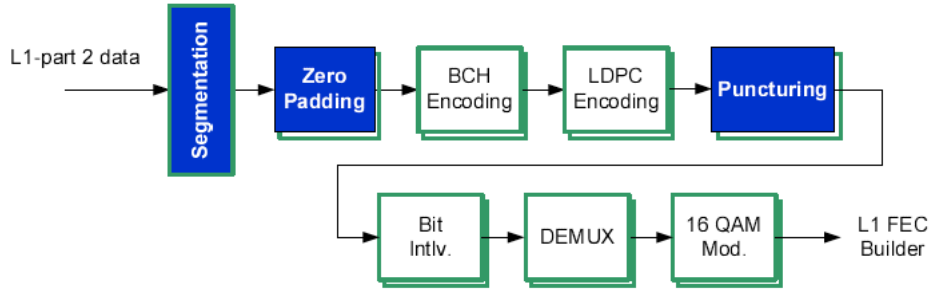 L1-part 2 data
Segmentation
Zero
Padding
BCH
Encoding
LDPC
Encoding
Puncturing
Bit
Intlv.
DEMUX
16 QAM
Mod.
L1 FEC
Builder